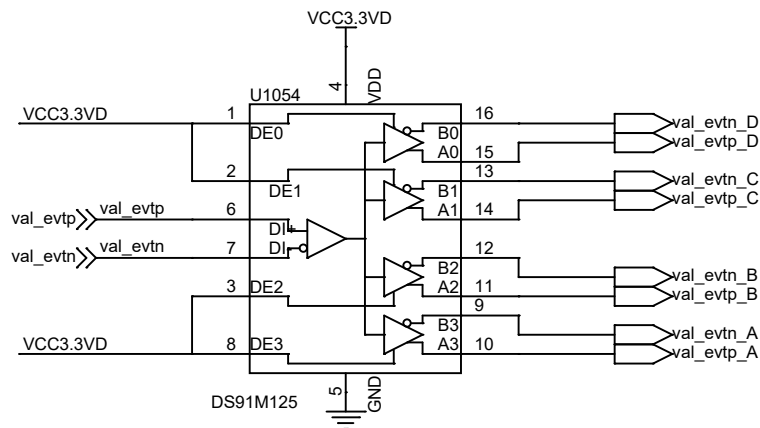 VCC3.3VD
4
VDD
U1054
VCC3.3VD
1
DE0
B0
16
val_evtn_D
A0
15
val_evtp_D
2
DE1
B1
13
val_evtn_C
A1
14
val_evtp_C
val_evtp
val_evtp
6
DI+
val_evtn
val_evtn
7
DI-
B2
12
val_evtn_B
3
DE2
A2
11
val_evtp_B
9
B3
val_evtn_A
VCC3.3VD
8
DE3
A3
10
val_evtp_A
5
GND
DS91M125